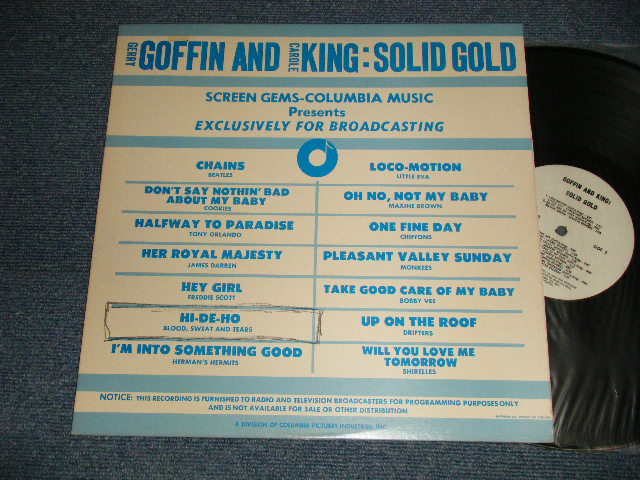 GERRY GOFFIN AND CAROLE KING: SOLID GOLD
SCREEN GEMS-COLUMBIA MUSIC
Presents
EXCLUSIVELY FOR BROADCASTING
CHAINS
BEATLES
DON'T SAY NOTHIN' BAD
ABOUT MY BABY
COOKIES
HALFWAY TO PARADISE
TONY ORLANDO
HER ROYAL MAJESTY
JAMES DARREN
HEY GIRL
FREDDIE SCOTT
HI-DE-HO
BLOOD, SWEAT AND TEARS
I'M INTO SOMETHING GOOD
HERMAN'S HERMITS
LOCO-MOTION
LITTLE EVA
OH NO, NOT MY BABY
MAXINE BROWN
ONE FINE DAY
CHIFFONS
PLEASANT VALLEY SUNDAY
MONKEES
TAKE GOOD CARE OF MY BABY
BOBBY VEE
UP ON THE ROOF
DRIFTERS
WILL YOU LOVE ME
TOMORROW
SHIRELLES
NOTICE: THIS RECORDING IS FURNISHED TO RADIO AND TELEVISION BROADCASTERS FOR PROGRAMMING PURPOSES ONLY
AND IS NOT AVAILABLE FOR SALE OR OTHER DISTRIBUTION
A DIVISION OF COLUMBIA PICTURES INDUSTRIES, INC.
GOFFIN AND KING:
SOLID GOLD